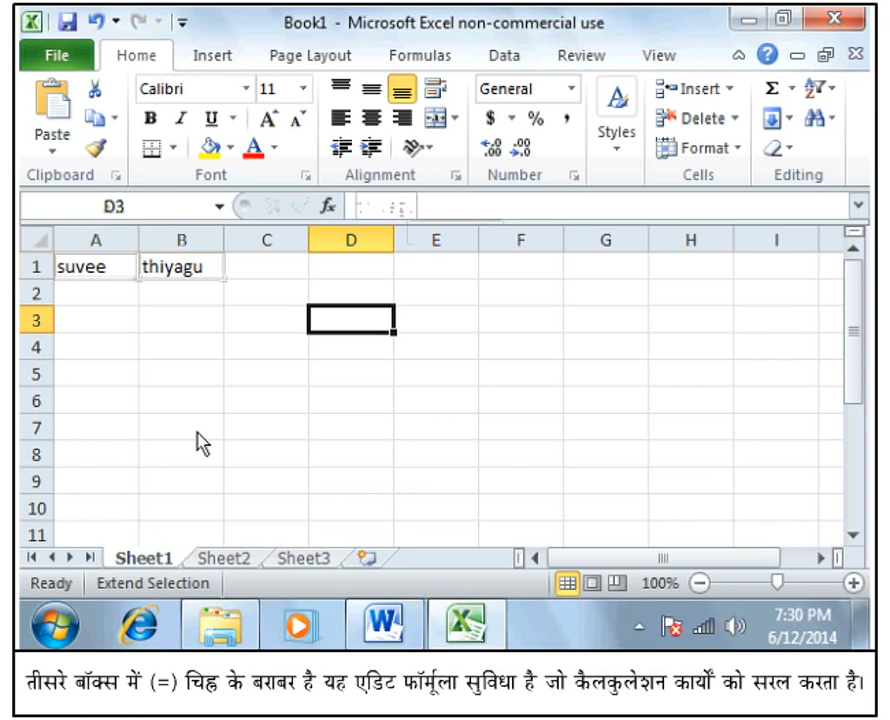 Book1 - Microsoft Excel non-commercial use
File Home Insert Page Layout Formulas Data Review View
Calibri 11 General Insert
B I U A A $ % , Delete
Paste Styles Format
Clipboard Font Alignment Number Cells Editing
D3 fx
A B C D E F G H I
1 suvee thiyagu
2
3
4
5
6
7
8
9
10
11
Sheet1 Sheet2 Sheet3
Ready Extend Selection 100%
7:30 PM
6/12/2014
तीसरे बॉक्स में (=) चिह्न के बराबर है यह एडिट फॉर्मूला सुविधा है जो कैलकुलेशन कार्यों को सरल करता है।